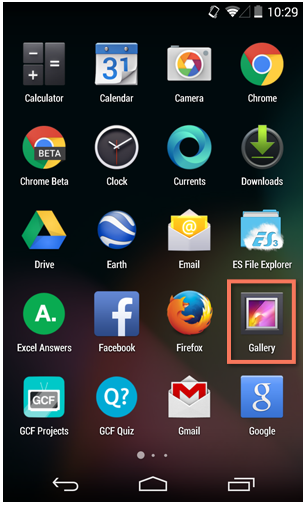 10:29
Calculator Calendar Camera Chrome
31
BETA
Chrome Beta Clock Currents Downloads
@
ES 3
Drive Earth Email ES File Explorer
A. f
Excel Answers Facebook Firefox Gallery
GCF Q? M g
GCF Projects GCF Quiz Gmail Google